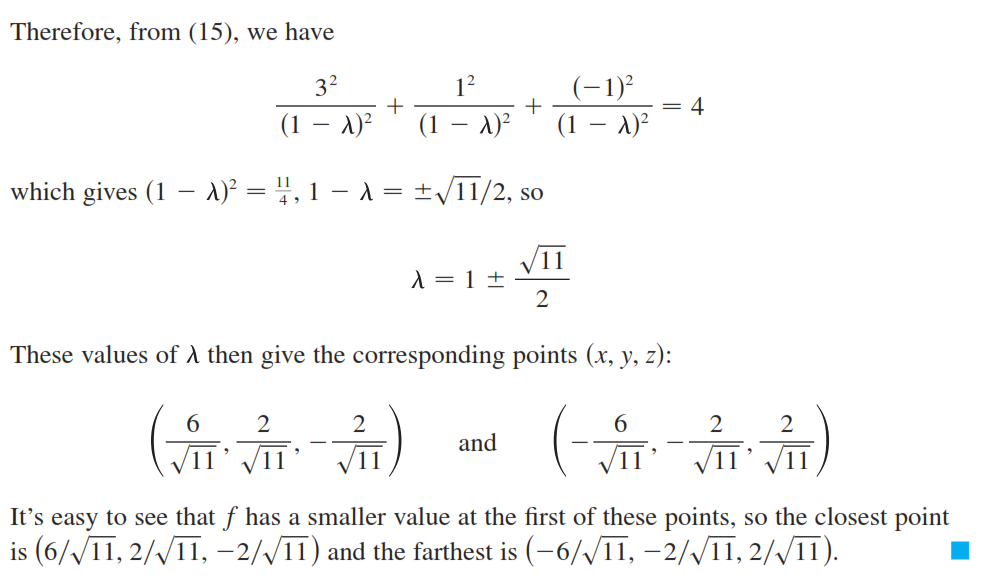 Therefore, from (15), we have
3²/(1 − λ)² + 1²/(1 − λ)² + (−1)²/(1 − λ)² = 4
which gives (1 − λ)² = 11/4, 1 − λ = ±√11/2, so
λ = 1 ± √11/2
These values of λ then give the corresponding points (x, y, z):
(6/√11, 2/√11, −2/√11) and (−6/√11, −2/√11, 2/√11)
It’s easy to see that f has a smaller value at the first of these points, so the closest point
is (6/√11, 2/√11, −2/√11) and the farthest is (−6/√11, −2/√11, 2/√11).